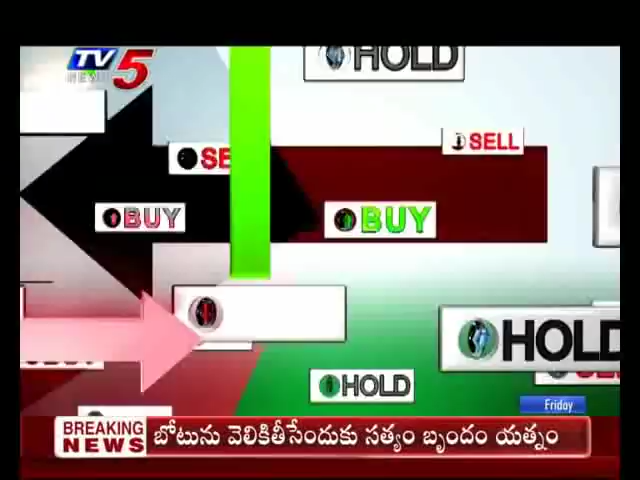 TV5
NEWS
HOLD
SELL
SE
BUY
BUY
HOLD
HOLD
Friday
BREAKING
NEWS
బోటును వెలికితీసేందుకు సత్యం బృందం యత్నం